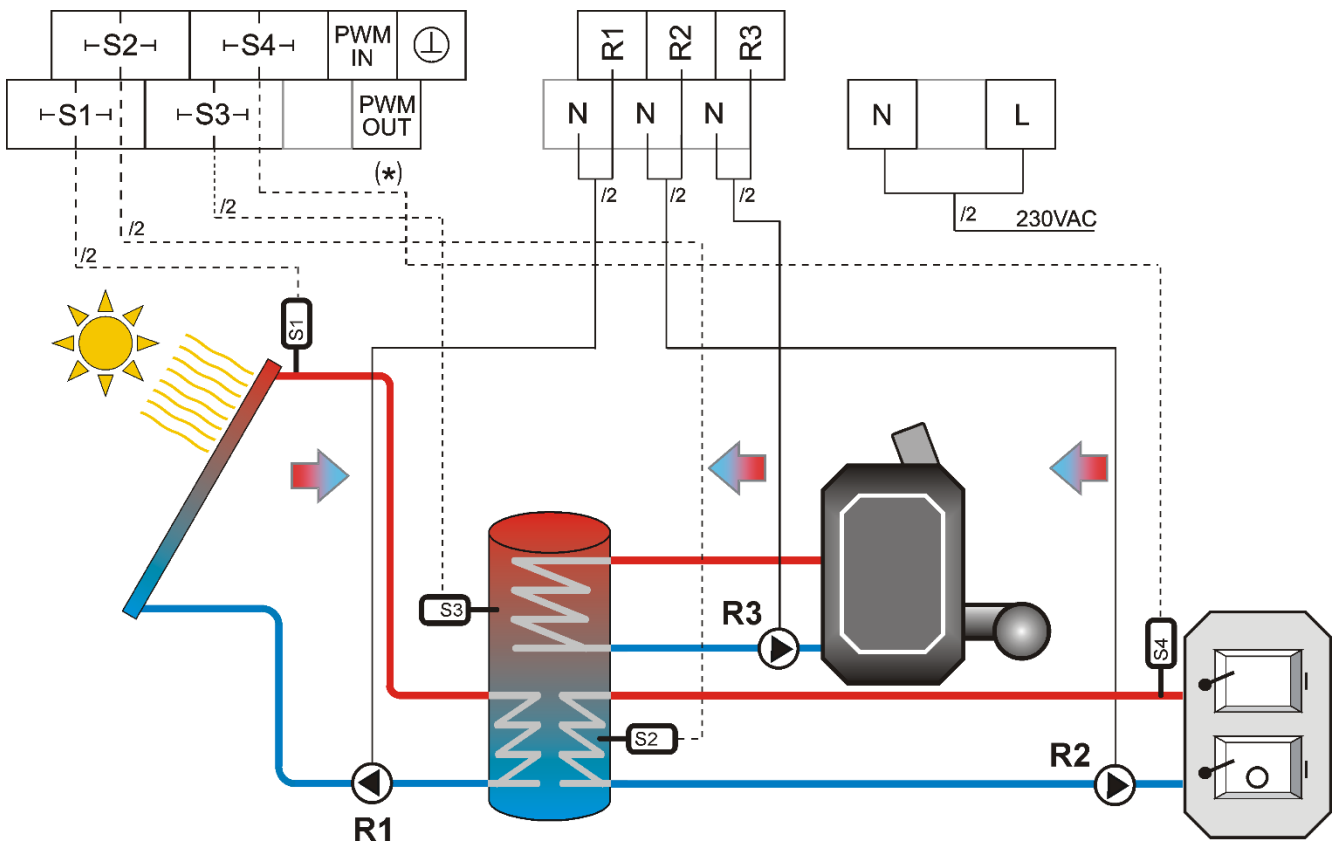 ⊢S2⊣ ⊢S4⊣ PWM IN ⏚
⊢S1⊣ ⊢S3⊣ PWM OUT
(*)
R1 R2 R3
N N N
N L
/2 /2 /2
/2
/2
/2
/2 230VAC
S1
S3
R3
S4
S2
R2
R1